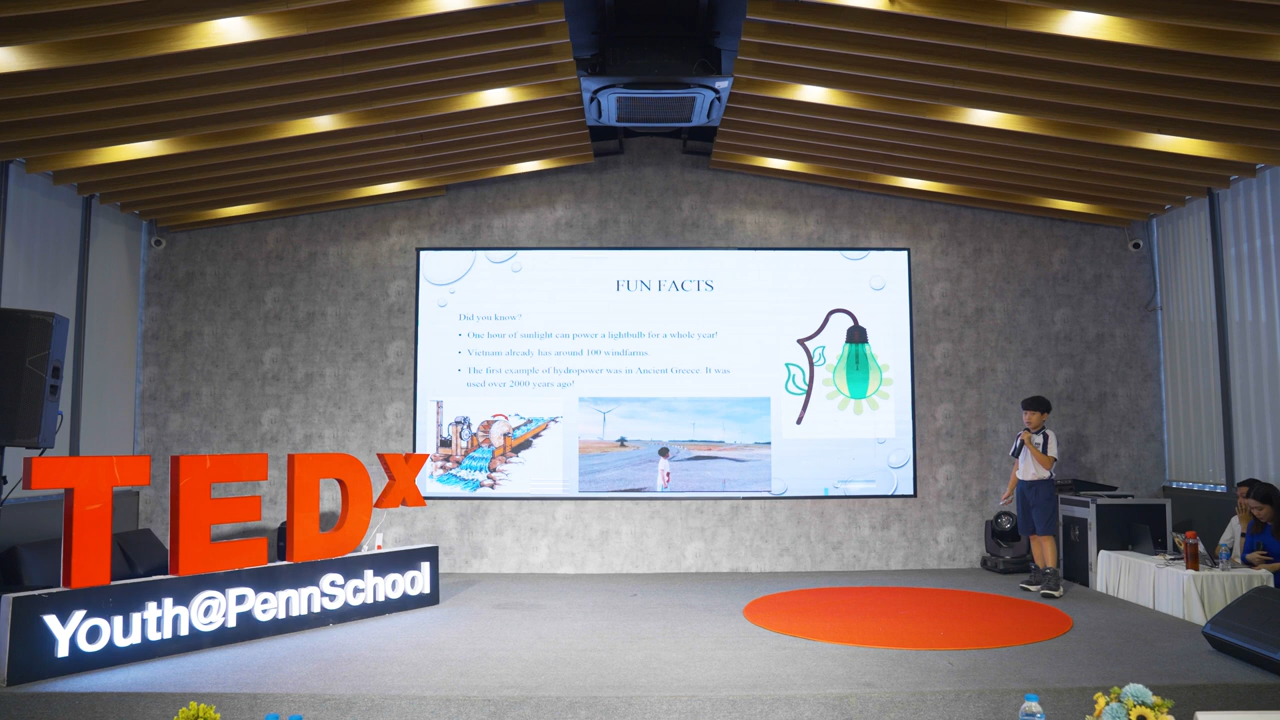 FUN FACTS
Did you know?
• One hour of sunlight can power a lightbulb for a whole year!
• Vietnam already has around 100 windfarms.
• The first example of hydropower was in Ancient Greece. It was
used over 2000 years ago!
TEDx
Youth@PennSchool